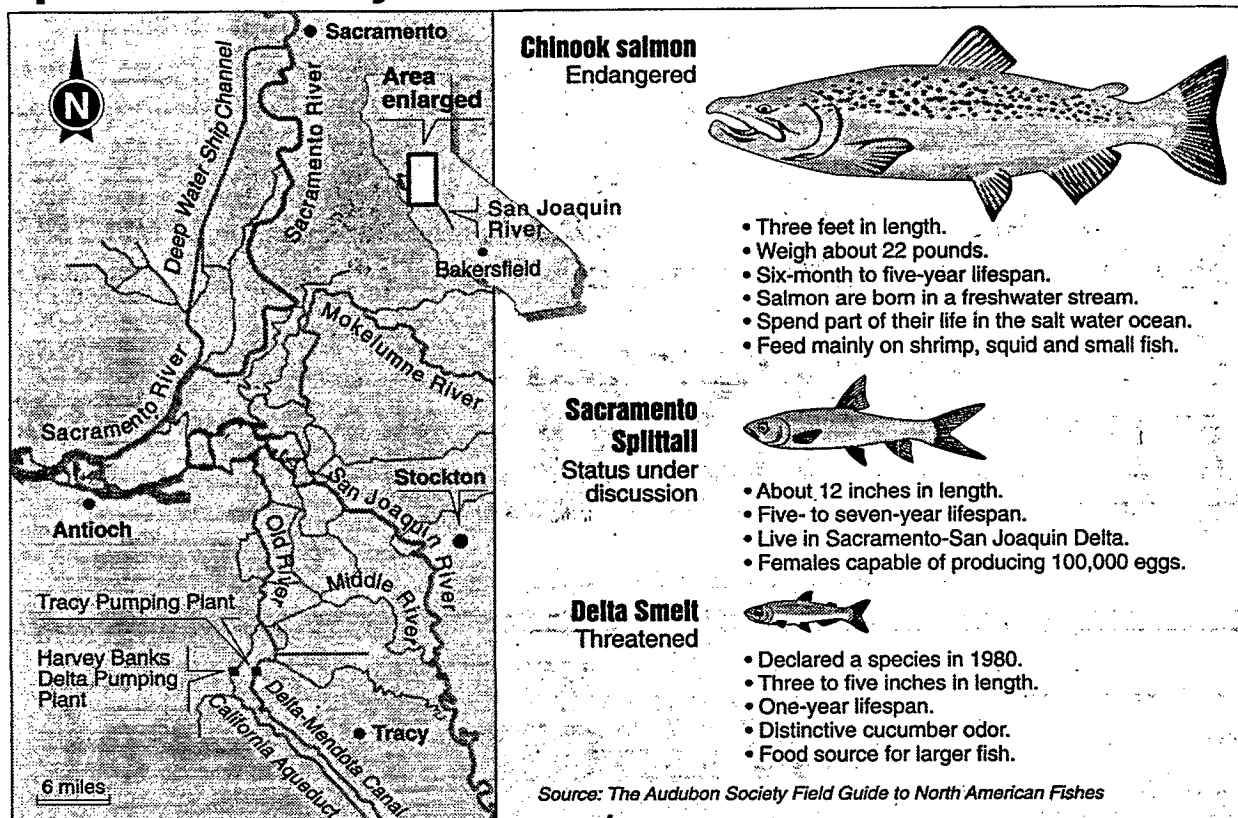 Sacramento
Deep Water Ship Channel
Sacramento River
Area
enlarged
San Joaquin
River
Bakersfield
N
Mokelumne River
Sacramento River
Antioch
San Joaquin River
Stockton
Old River
Middle River
Tracy Pumping Plant
Harvey Banks
Delta Pumping
Plant
Delta-Mendota Canal
California Aqueduct
Tracy
6 miles
Chinook salmon
Endangered
• Three feet in length.
• Weigh about 22 pounds.
• Six-month to five-year lifespan.
• Salmon are born in a freshwater stream.
• Spend part of their life in the salt water ocean.
• Feed mainly on shrimp, squid and small fish.
Sacramento
Splittail
Status under
discussion
• About 12 inches in length.
• Five- to seven-year lifespan.
• Live in Sacramento-San Joaquin Delta.
• Females capable of producing 100,000 eggs.
Delta Smelt
Threatened
• Declared a species in 1980.
• Three to five inches in length.
• One-year lifespan.
• Distinctive cucumber odor.
• Food source for larger fish.
Source: The Audubon Society Field Guide to North American Fishes